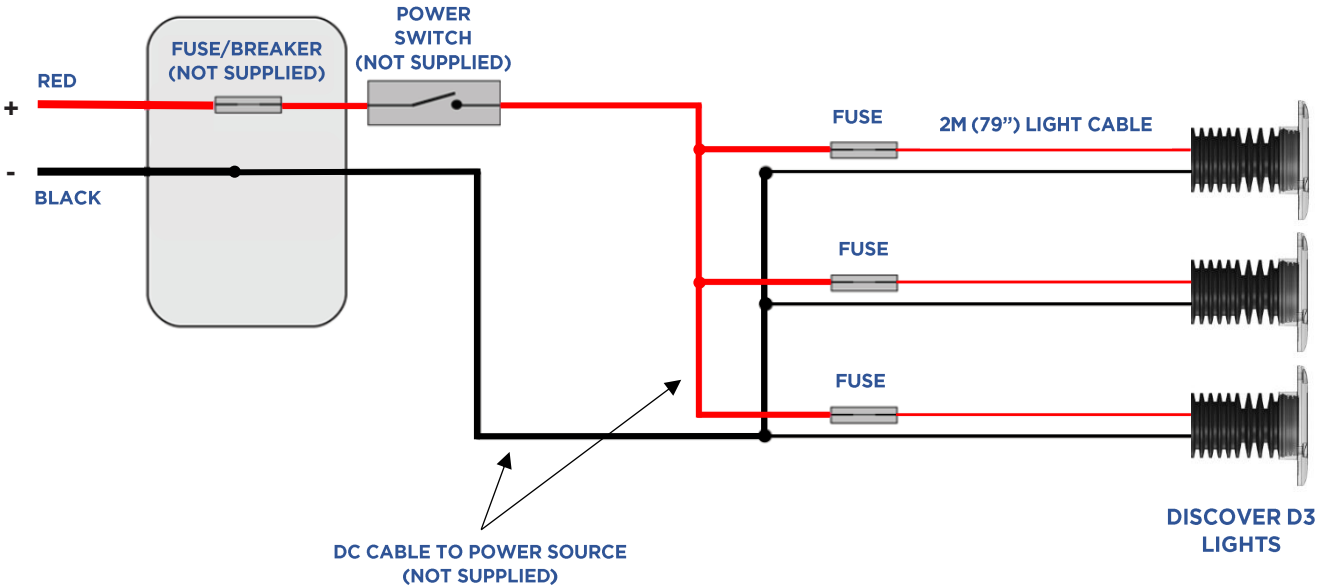 POWER
SWITCH
(NOT SUPPLIED)
FUSE/BREAKER
(NOT SUPPLIED)
RED
+
-
BLACK
FUSE
2M (79”) LIGHT CABLE
FUSE
FUSE
DISCOVER D3
LIGHTS
DC CABLE TO POWER SOURCE
(NOT SUPPLIED)